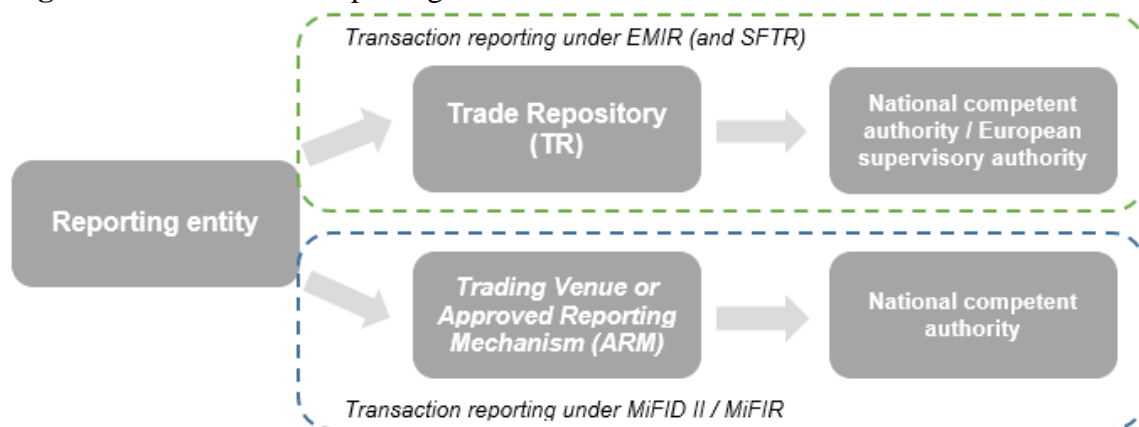 Transaction reporting under EMIR (and SFTR)
Trade Repository
(TR)
National competent
authority / European
supervisory authority
Reporting entity
Trading Venue or
Approved Reporting
Mechanism (ARM)
National competent
authority
Transaction reporting under MiFID II / MiFIR